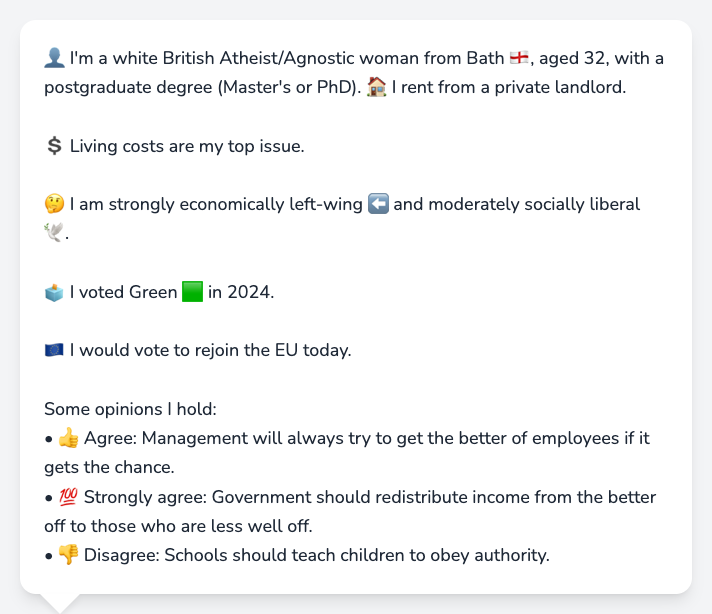 👤 I'm a white British Atheist/Agnostic woman from Bath 🏴󠁧󠁢󠁥󠁮󠁧󠁿, aged 32, with a
postgraduate degree (Master's or PhD). 🏠 I rent from a private landlord.
💲 Living costs are my top issue.
🤔 I am strongly economically left-wing ⬅️ and moderately socially liberal
🕊️.
🗳️ I voted Green 🟩 in 2024.
🇪🇺 I would vote to rejoin the EU today.
Some opinions I hold:
• 👍 Agree: Management will always try to get the better of employees if it
gets the chance.
• 💯 Strongly agree: Government should redistribute income from the better
off to those who are less well off.
• 👎 Disagree: Schools should teach children to obey authority.